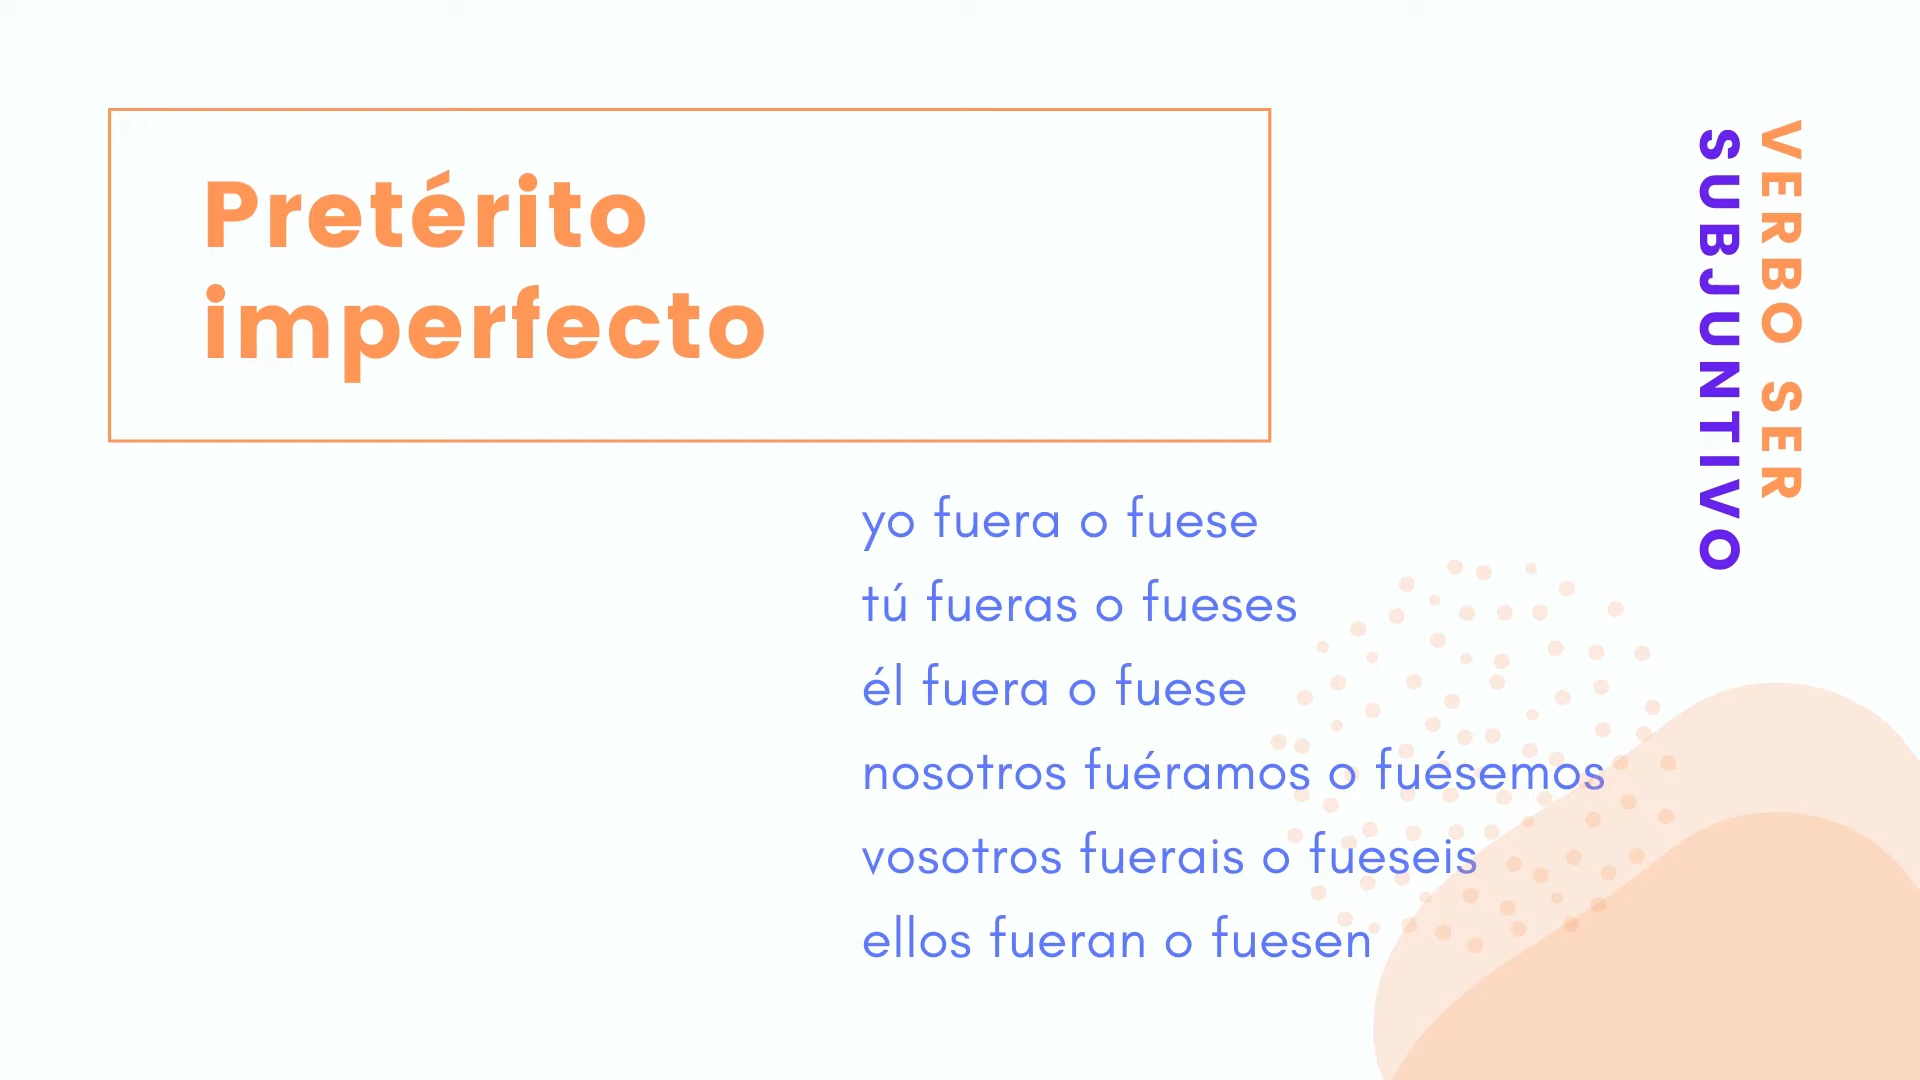 Pretérito
imperfecto
VERBO SER
SUBJUNTIVO
yo fuera o fuese
tú fueras o fueses
él fuera o fuese
nosotros fuéramos o fuésemos
vosotros fuerais o fueseis
ellos fueran o fuesen